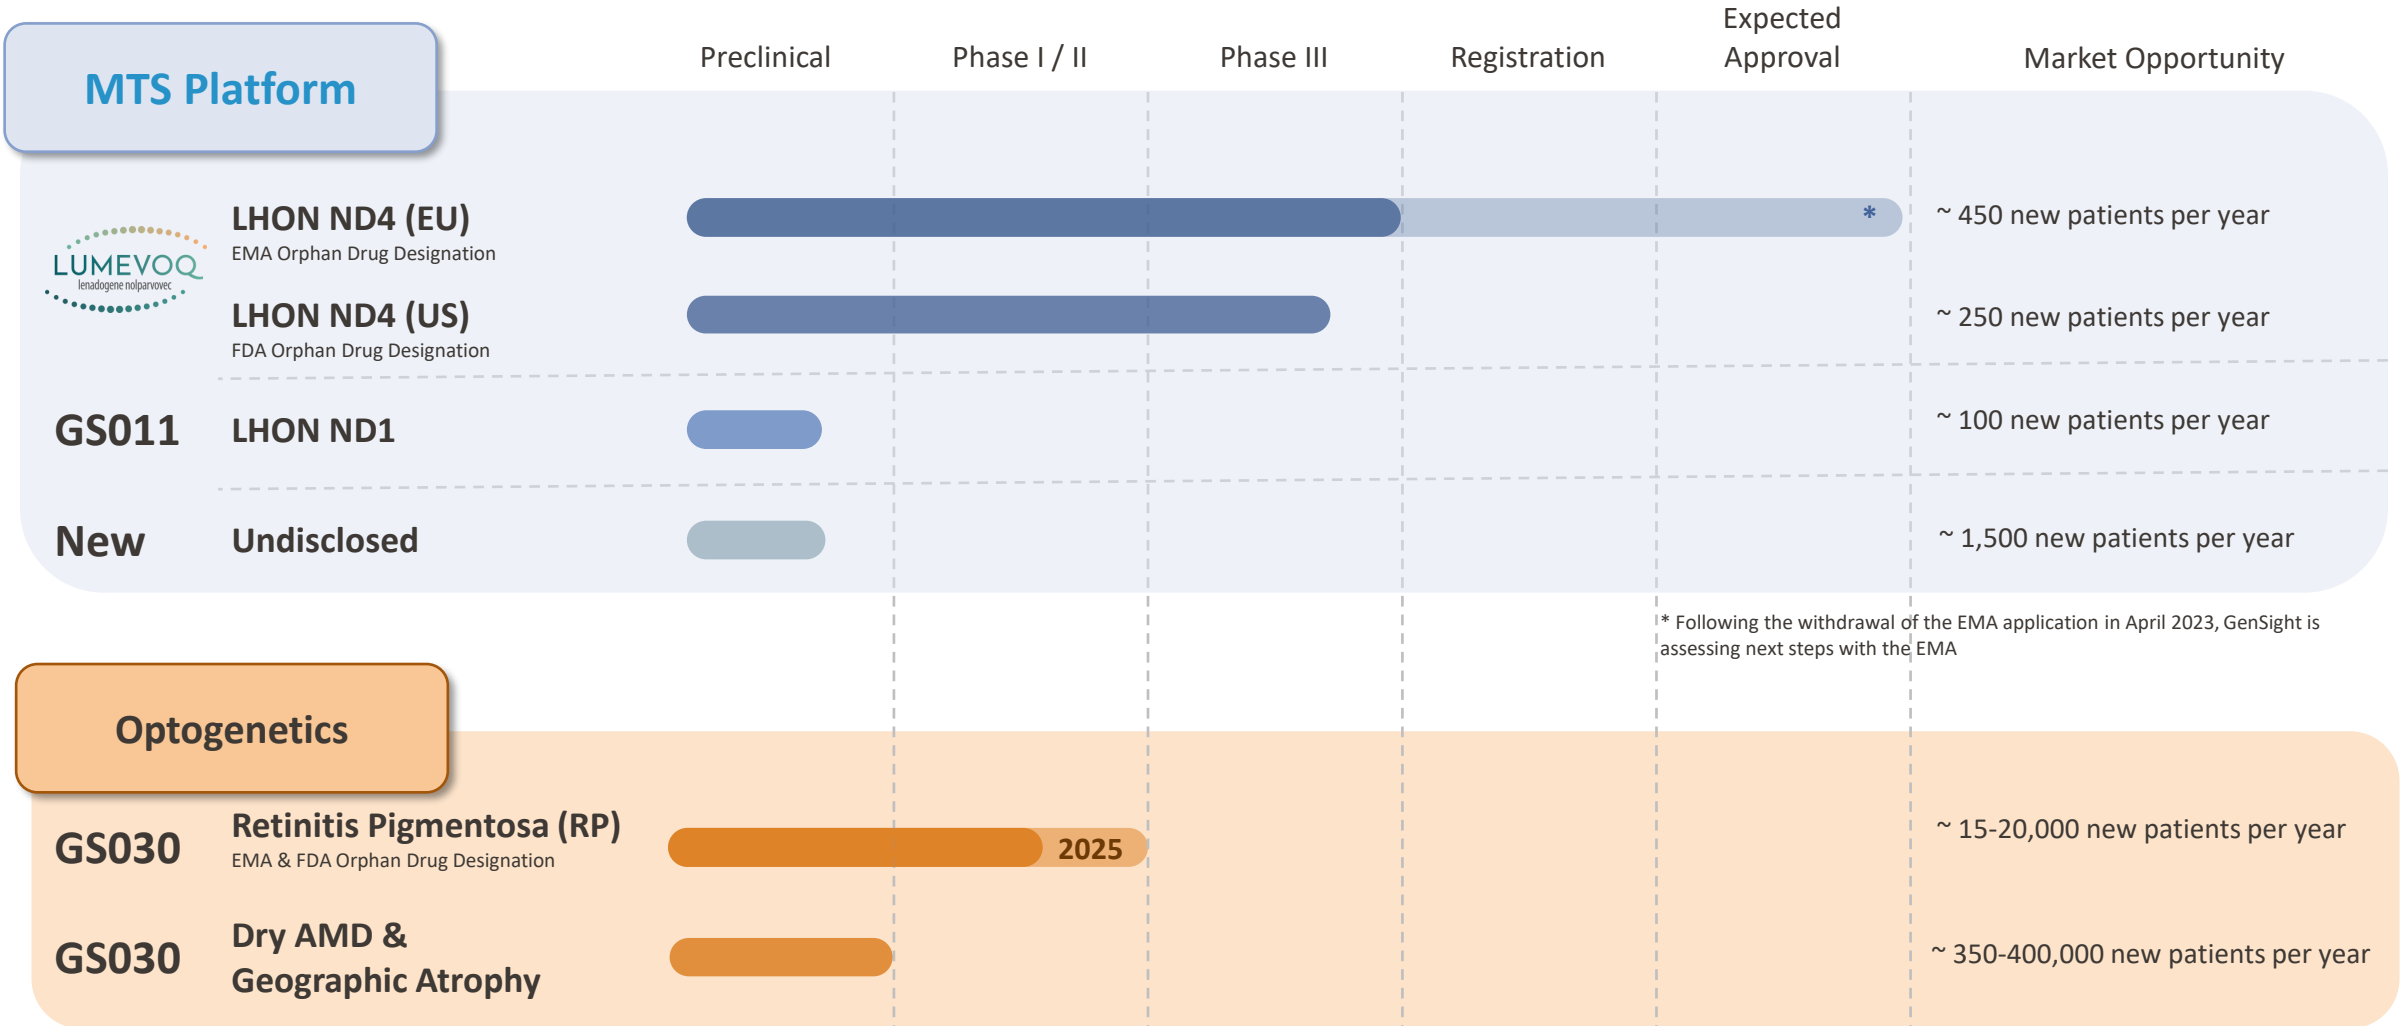 MTS Platform
Preclinical
Phase I / II
Phase III
Registration
Expected
Approval
Market Opportunity
LUMEVOQ
lenadogene nolparvovec
LHON ND4 (EU)
EMA Orphan Drug Designation
*
~ 450 new patients per year
LHON ND4 (US)
FDA Orphan Drug Designation
~ 250 new patients per year
GS011
LHON ND1
~ 100 new patients per year
New
Undisclosed
~ 1,500 new patients per year
* Following the withdrawal of the EMA application in April 2023, GenSight is
assessing next steps with the EMA
Optogenetics
GS030
Retinitis Pigmentosa (RP)
EMA & FDA Orphan Drug Designation
2025
~ 15-20,000 new patients per year
GS030
Dry AMD &
Geographic Atrophy
~ 350-400,000 new patients per year